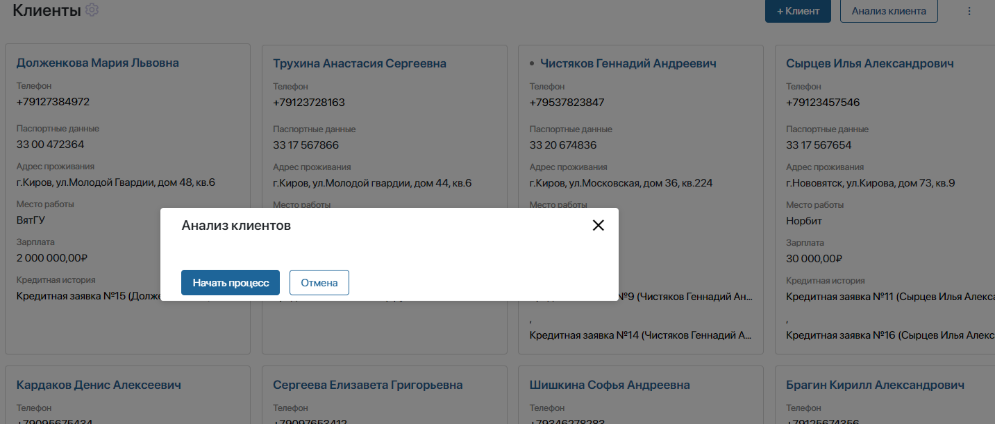 Клиенты
+ Клиент
Анализ клиента
Долженкова Мария Львовна
Телефон
+79127384972
Паспортные данные
33 00 472364
Адрес проживания
г.Киров, ул.Молодой Гвардии, дом 48, кв.6
Место работы
ВятГУ
Зарплата
2 000 000,00₽
Кредитная история
Кредитная заявка №15 (Долже
Трухина Анастасия Сергеевна
Телефон
+79123728163
Паспортные данные
33 17 567866
Адрес проживания
г.Киров, ул.Молодой гвардии, дом 44, кв.6
Место работы
Чистяков Геннадий Андреевич
Телефон
+79537823847
Паспортные данные
33 20 674836
Адрес проживания
г.Киров, ул.Московская, дом 36, кв.224
Место работы
№9 (Чистяков Геннадий Ан...
,
Кредитная заявка №14 (Чистяков Геннадий А...
Сырцев Илья Александрович
Телефон
+79123457546
Паспортные данные
33 17 567654
Адрес проживания
г.Нововятск, ул.Кирова, дом 73, кв.9
Место работы
Норбит
Зарплата
30 000,00₽
Кредитная история
Кредитная заявка №11 (Сырцев Илья Алекса
,
Кредитная заявка №16 (Сырцев Илья Алекс
Анализ клиентов
Начать процесс
Отмена
Кардаков Денис Алексеевич
Телефон
+79095675434
Сергеева Елизавета Григорьевна
Телефон
+79097653412
Шишкина Софья Андреевна
Телефон
+79346278283
Брагин Кирилл Александрович
Телефон
+79125674356